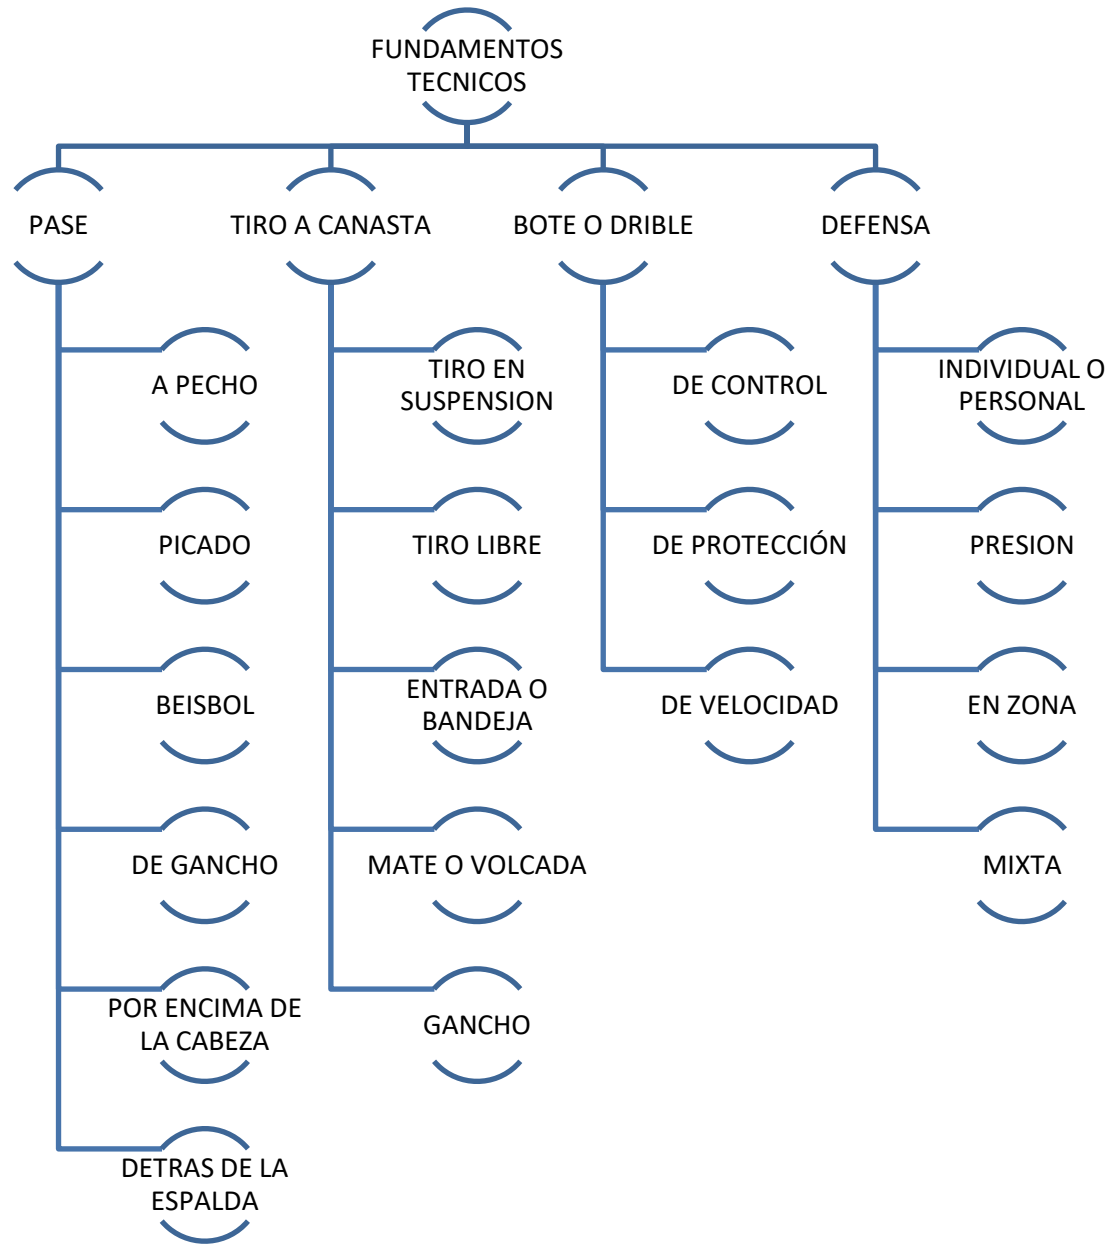 FUNDAMENTOS
TECNICOS
PASE
TIRO A CANASTA
BOTE O DRIBLE
DEFENSA
A PECHO
PICADO
BEISBOL
DE GANCHO
POR ENCIMA DE
LA CABEZA
DETRAS DE LA
ESPALDA
TIRO EN
SUSPENSION
TIRO LIBRE
ENTRADA O
BANDEJA
MATE O VOLCADA
GANCHO
DE CONTROL
DE PROTECCIÓN
DE VELOCIDAD
INDIVIDUAL O
PERSONAL
PRESION
EN ZONA
MIXTA